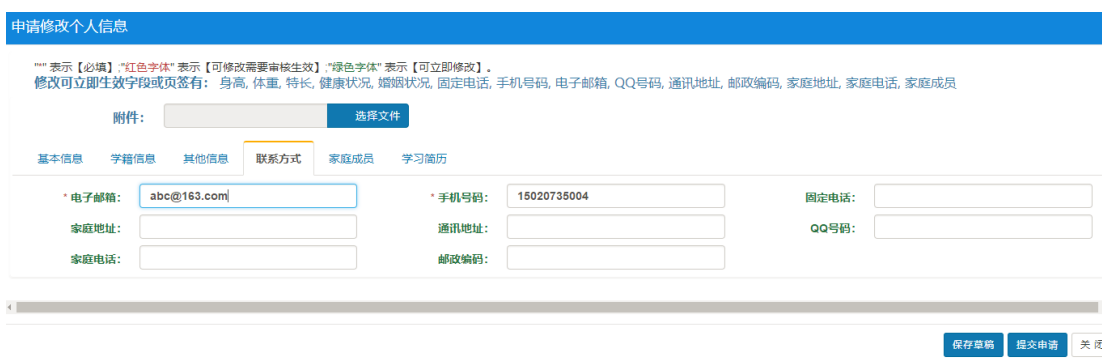 申请修改个人信息
"*" 表示【必填】;"红色字体" 表示【可修改需要审核生效】;"绿色字体" 表示【可立即修改】。
修改可立即生效字段或页签有： 身高, 体重, 特长, 健康状况, 婚姻状况, 固定电话, 手机号码, 电子邮箱, QQ号码, 通讯地址, 邮政编码, 家庭地址, 家庭电话, 家庭成员
附件： 选择文件
基本信息 学籍信息 其他信息 联系方式 家庭成员 学习简历
* 电子邮箱： abc@163.com * 手机号码： 15020735004 固定电话：
家庭地址： 通讯地址： QQ号码：
家庭电话： 邮政编码：
保存草稿 提交申请 关 闭